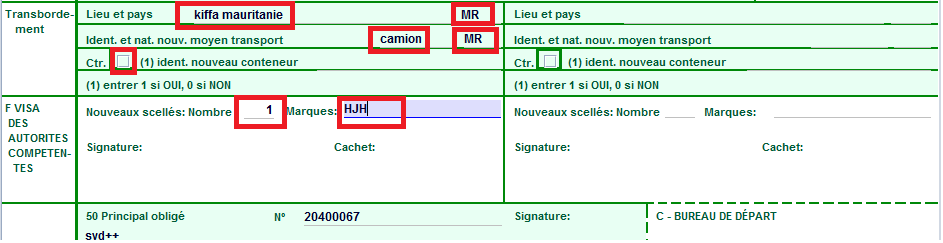 Transborde-
ment
Lieu et pays kiffa mauritanie MR
Ident. et nat. nouv. moyen transport camion MR
Ctr. (1) ident. nouveau conteneur
(1) entrer 1 si OUI, 0 si NON
Lieu et pays
Ident. et nat. nouv. moyen transport
Ctr. (1) ident. nouveau conteneur
(1) entrer 1 si OUI, 0 si NON
F VISA
DES
AUTORITES
COMPETEN-
TES
Nouveaux scellés: Nombre 1 Marques: HJH
Signature: Cachet:
Nouveaux scellés: Nombre Marques:
Signature: Cachet:
50 Principal obligé N° 20400067 Signature:
syd++
C - BUREAU DE DÉPART